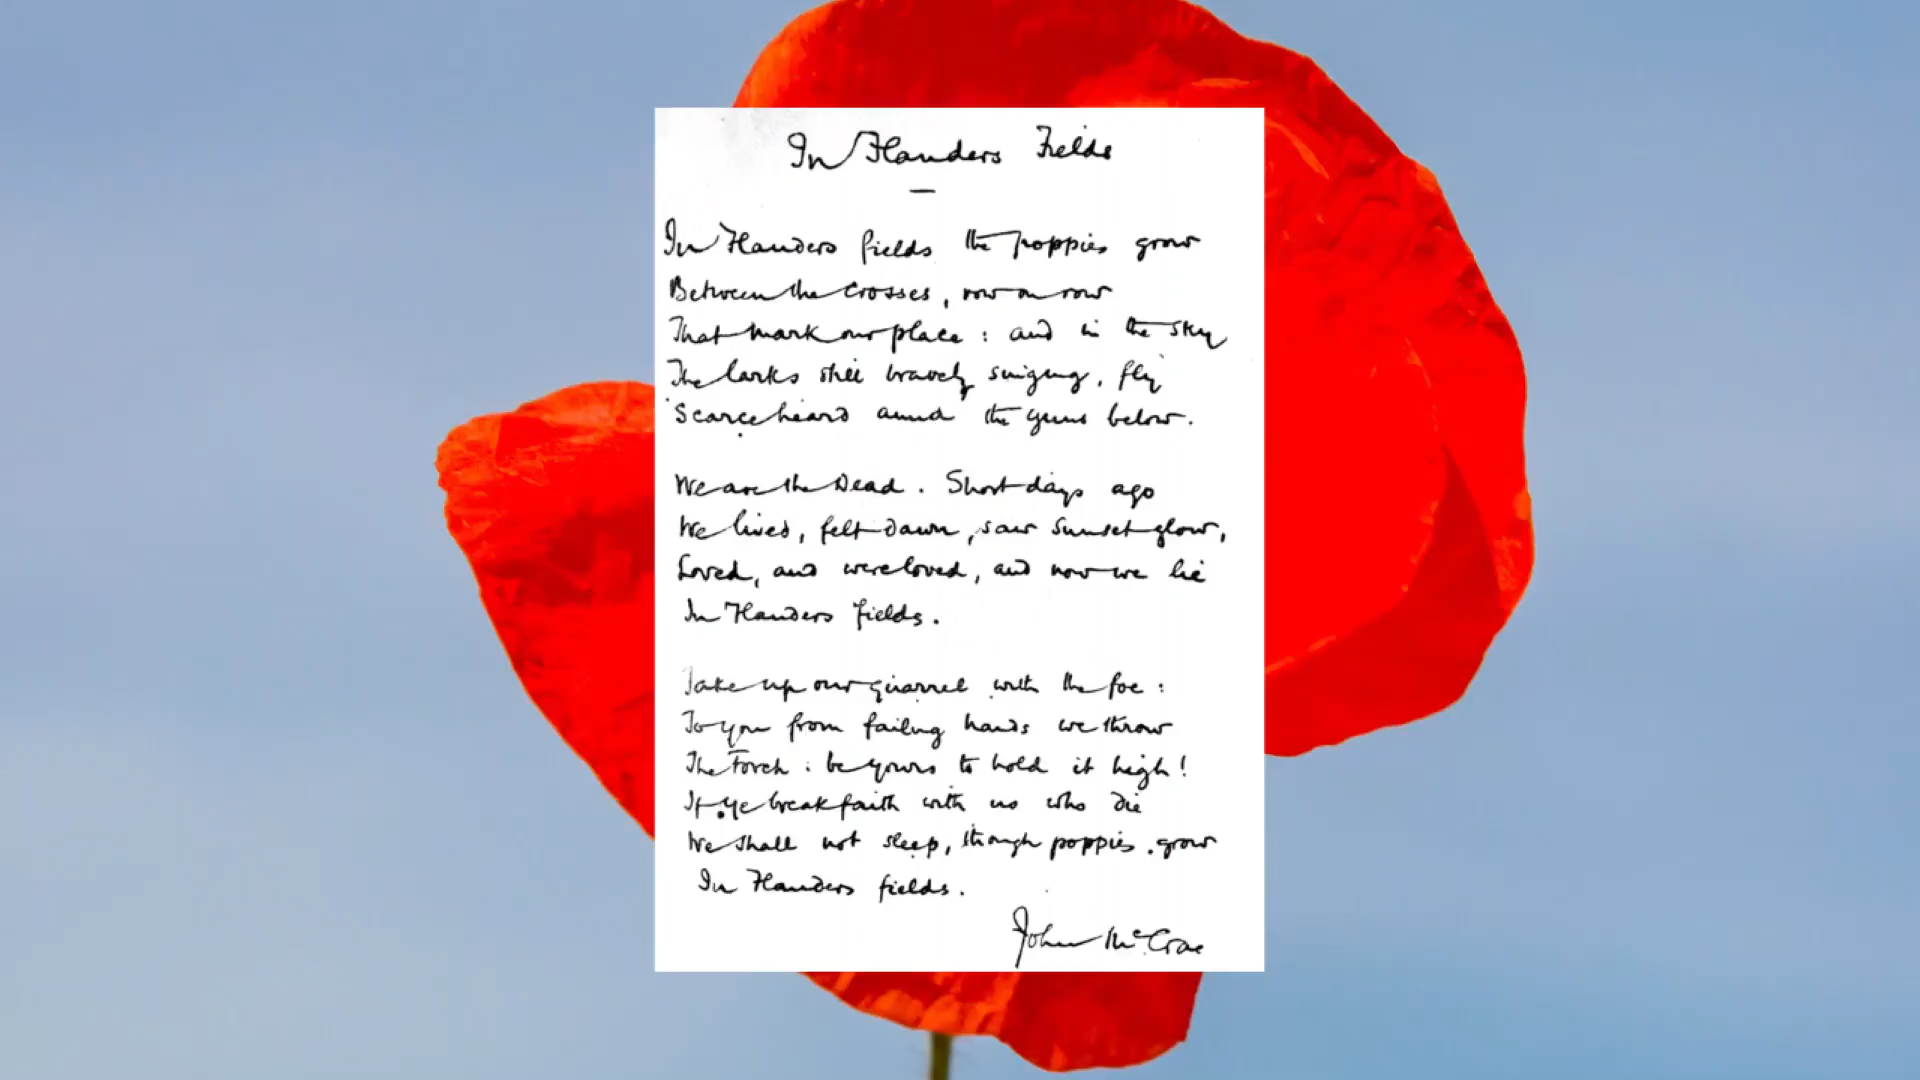 In Flanders Fields
In Flanders fields the poppies grow
Between the crosses, row on row
That mark our place : and in the sky
The larks still bravely singing, fly
Scarce heard amid the guns below.
We are the Dead. Short days ago
We lived, felt dawn, saw sunset glow,
Loved, and were loved, and now we lie
In Flanders fields.
Take up our quarrel with the foe :
To you from failing hands we throw
The Torch : be yours to hold it high!
If ye break faith with us who die
We shall not sleep, though poppies grow
In Flanders fields.
John McCrae